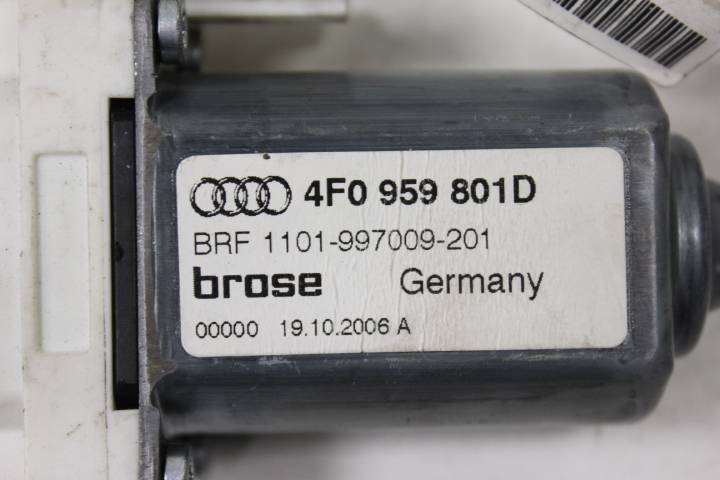 4F0 959 801D
BRF 1101-997009-201
brose Germany
00000 19.10.2006 A